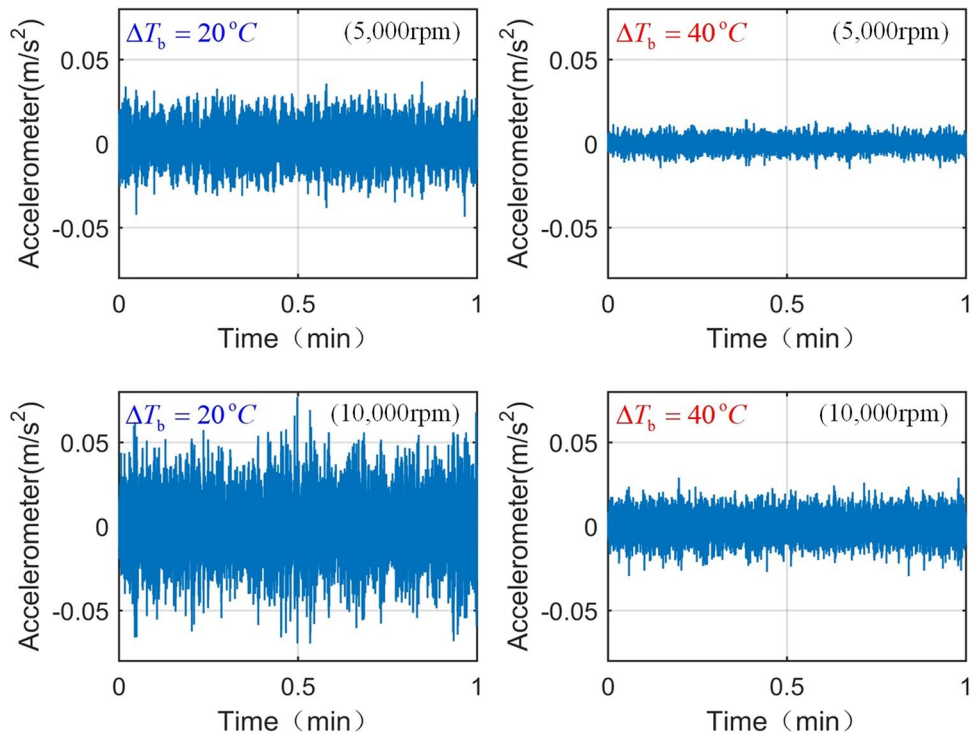 ΔT_b = 20°C (5,000rpm)
Accelerometer(m/s²)
0.05
0
-0.05
0 0.5 1
Time（min）
ΔT_b = 40°C (5,000rpm)
Accelerometer(m/s²)
0.05
0
-0.05
0 0.5 1
Time（min）
ΔT_b = 20°C (10,000rpm)
Accelerometer(m/s²)
0.05
0
-0.05
0 0.5 1
Time（min）
ΔT_b = 40°C (10,000rpm)
Accelerometer(m/s²)
0.05
0
-0.05
0 0.5 1
Time（min）